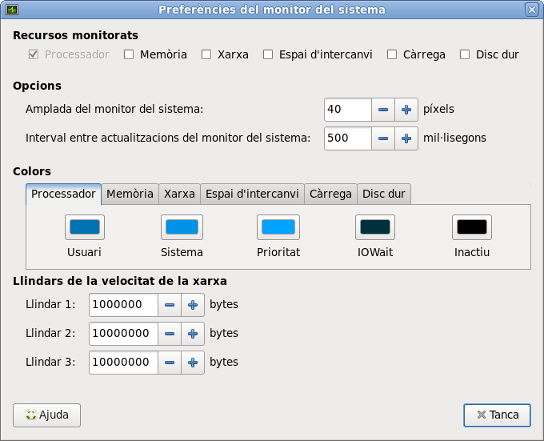 Preferències del monitor del sistema
Recursos monitorats
Processador Memòria Xarxa Espai d'intercanvi Càrrega Disc dur
Opcions
Amplada del monitor del sistema: 40 píxels
Interval entre actualitzacions del monitor del sistema: 500 mil·lisegons
Colors
Processador Memòria Xarxa Espai d'intercanvi Càrrega Disc dur
Usuari Sistema Prioritat IOWait Inactiu
Llindars de la velocitat de la xarxa
Llindar 1: 1000000 bytes
Llindar 2: 10000000 bytes
Llindar 3: 10000000 bytes
Ajuda Tanca